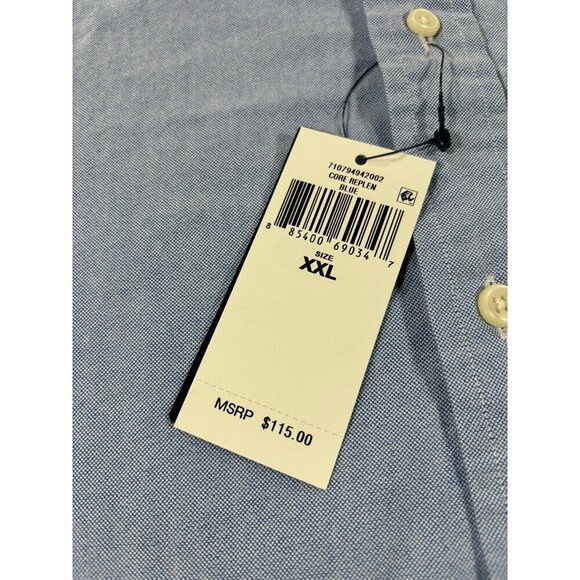 710794942002
CORE REPLEN
BLUE
8 85400 69034 7
SIZE
XXL
MSRP $115.00